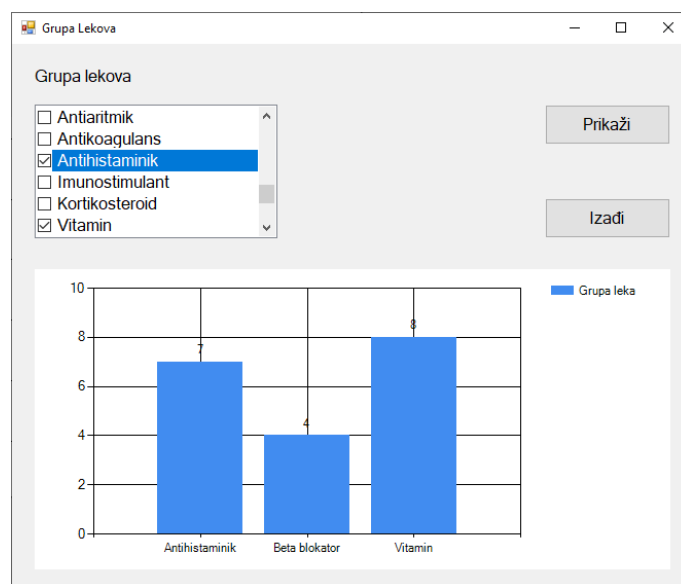 Grupa Lekova
Grupa lekova
Antiaritmik
Antikoagulans
Antihistaminik
Imunostimulant
Kortikosteroid
Vitamin
Prikaži
Izađi
Grupa leka
10
8
6
4
2
0
7
4
8
Antihistaminik
Beta blokator
Vitamin